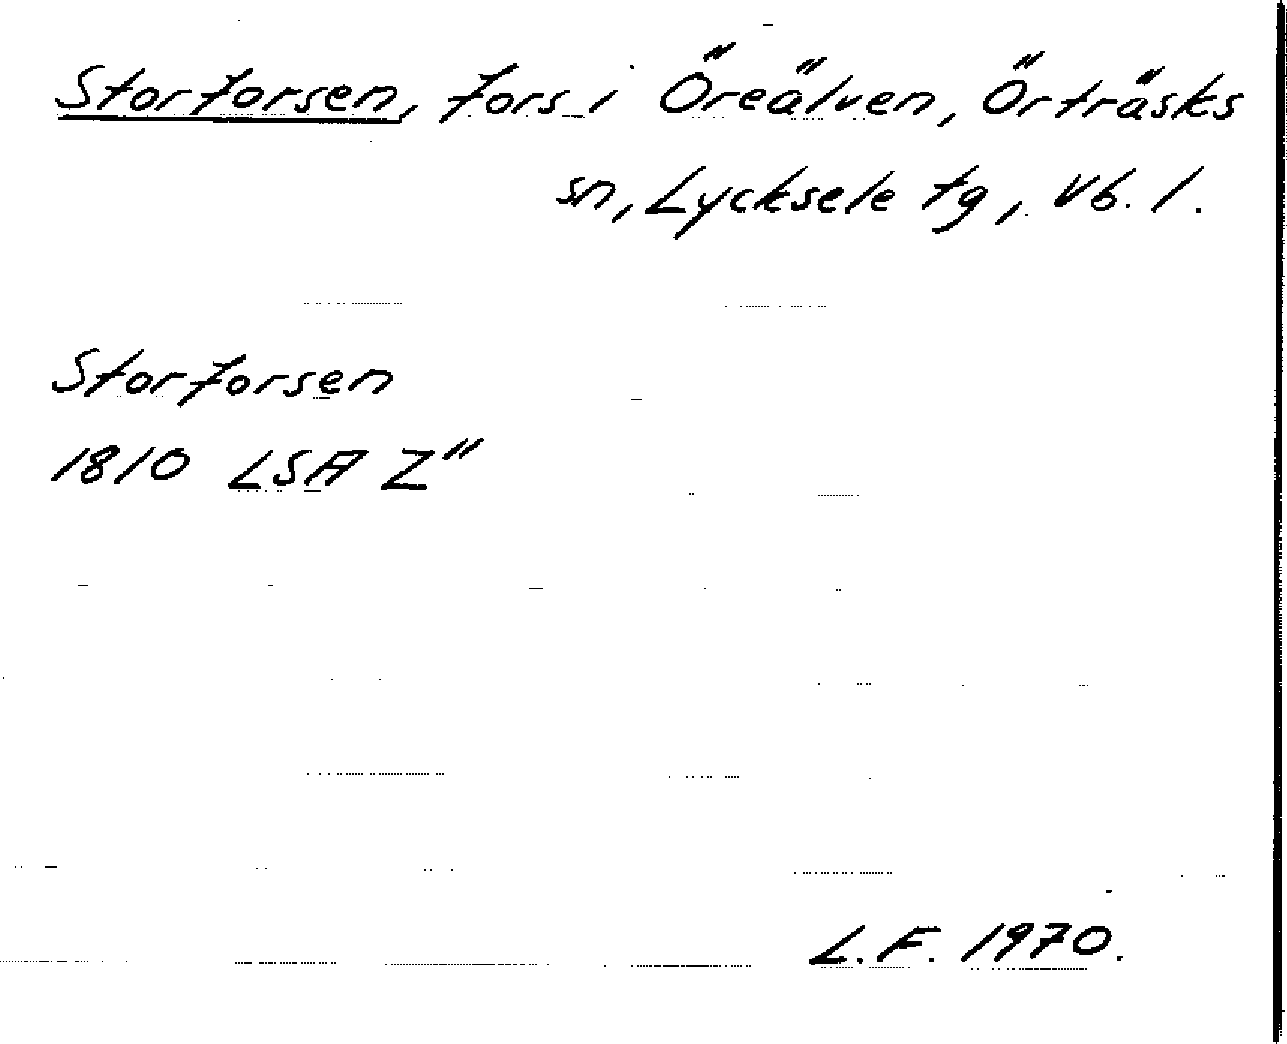 Storforsen, fors i Öreälven, Örträsks
sn, Lycksele tg, Vb. l.
Storforsen
1810 LSA Z"
L.F. 1970.